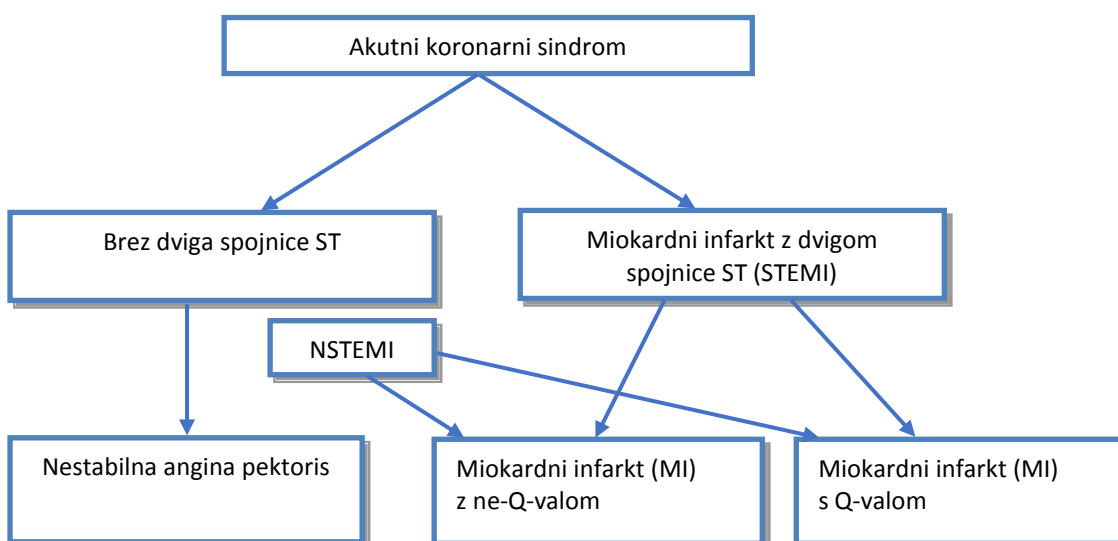 Akutni koronarni sindrom
Brez dviga spojnice ST
Miokardni infarkt z dvigom
spojnice ST (STEMI)
NSTEMI
Nestabilna angina pektoris
Miokardni infarkt (MI)
z ne-Q-valom
Miokardni infarkt (MI)
s Q-valom